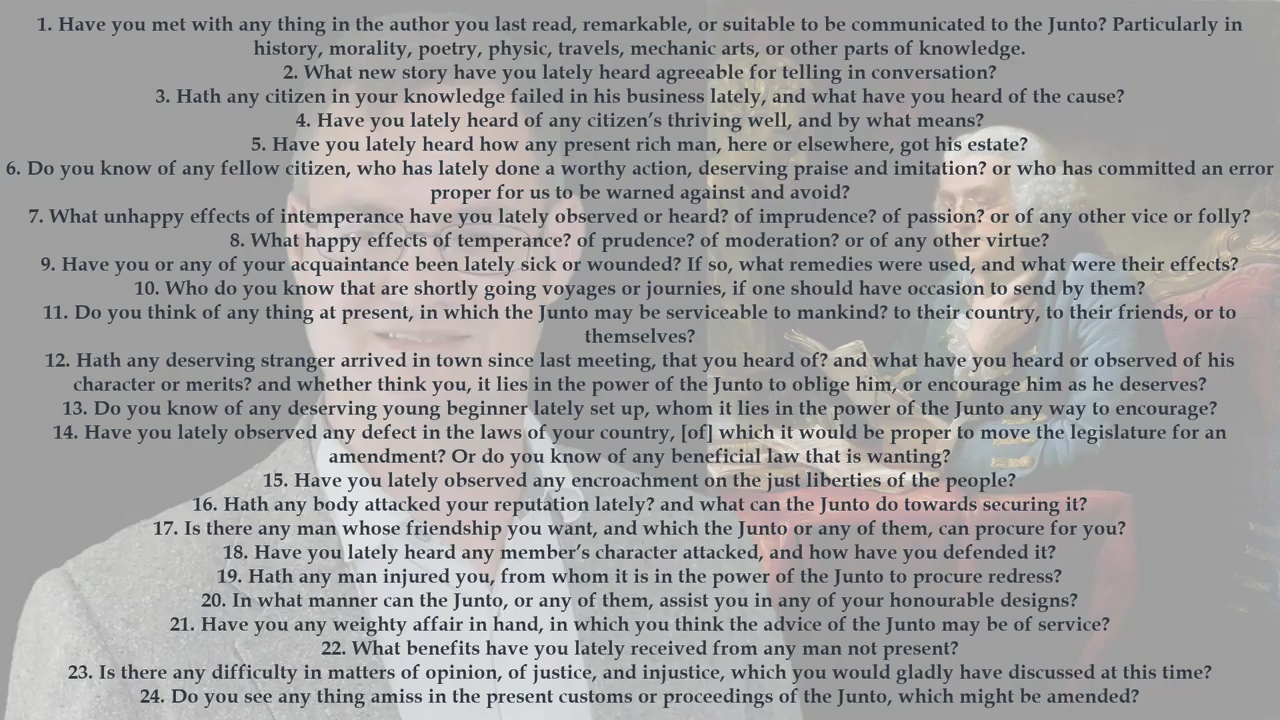 1. Have you met with any thing in the author you last read, remarkable, or suitable to be communicated to the Junto? Particularly in
history, morality, poetry, physic, travels, mechanic arts, or other parts of knowledge.
2. What new story have you lately heard agreeable for telling in conversation?
3. Hath any citizen in your knowledge failed in his business lately, and what have you heard of the cause?
4. Have you lately heard of any citizen’s thriving well, and by what means?
5. Have you lately heard how any present rich man, here or elsewhere, got his estate?
6. Do you know of any fellow citizen, who has lately done a worthy action, deserving praise and imitation? or who has committed an error
proper for us to be warned against and avoid?
7. What unhappy effects of intemperance have you lately observed or heard? of imprudence? of passion? or of any other vice or folly?
8. What happy effects of temperance? of prudence? of moderation? or of any other virtue?
9. Have you or any of your acquaintance been lately sick or wounded? If so, what remedies were used, and what were their effects?
10. Who do you know that are shortly going voyages or journies, if one should have occasion to send by them?
11. Do you think of any thing at present, in which the Junto may be serviceable to mankind? to their country, to their friends, or to
themselves?
12. Hath any deserving stranger arrived in town since last meeting, that you heard of? and what have you heard or observed of his
character or merits? and whether think you, it lies in the power of the Junto to oblige him, or encourage him as he deserves?
13. Do you know of any deserving young beginner lately set up, whom it lies in the power of the Junto any way to encourage?
14. Have you lately observed any defect in the laws of your country, [of] which it would be proper to move the legislature for an
amendment? Or do you know of any beneficial law that is wanting?
15. Have you lately observed any encroachment on the just liberties of the people?
16. Hath any body attacked your reputation lately? and what can the Junto do towards securing it?
17. Is there any man whose friendship you want, and which the Junto or any of them, can procure for you?
18. Have you lately heard any member’s character attacked, and how have you defended it?
19. Hath any man injured you, from whom it is in the power of the Junto to procure redress?
20. In what manner can the Junto, or any of them, assist you in any of your honourable designs?
21. Have you any weighty affair in hand, in which you think the advice of the Junto may be of service?
22. What benefits have you lately received from any man not present?
23. Is there any difficulty in matters of opinion, of justice, and injustice, which you would gladly have discussed at this time?
24. Do you see any thing amiss in the present customs or proceedings of the Junto, which might be amended?